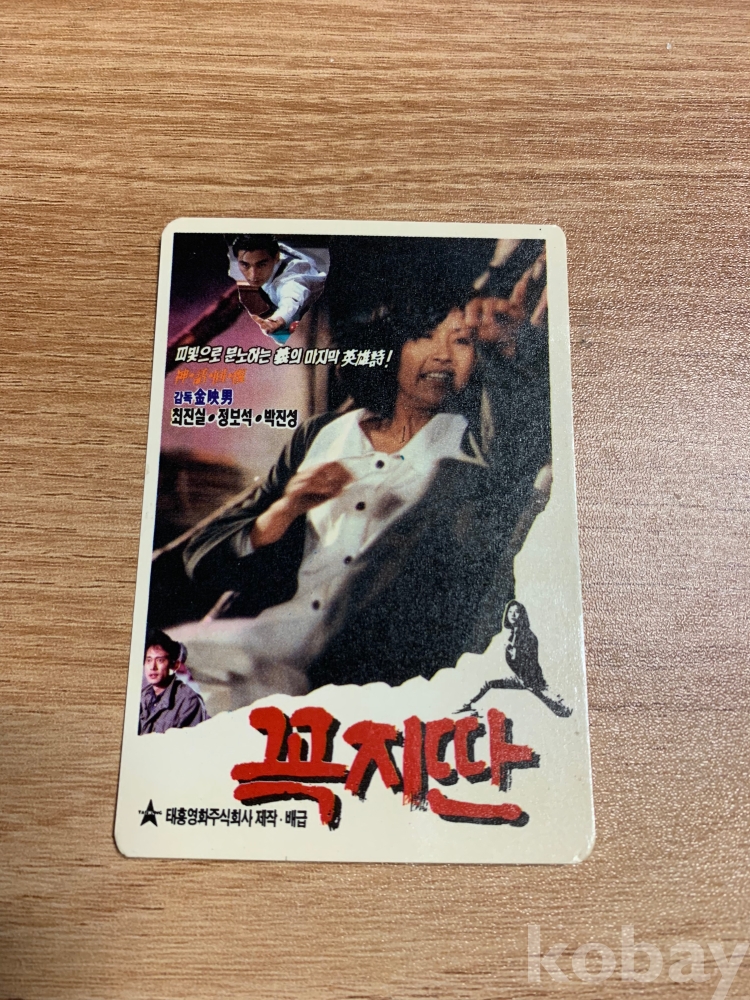 피빛으로 분노하는 義의 마지막 英雄詩!
감독 金映男
최진실·정보석·박진성
꼭지딴
태흥영화주식회사 제작·배급
kobay